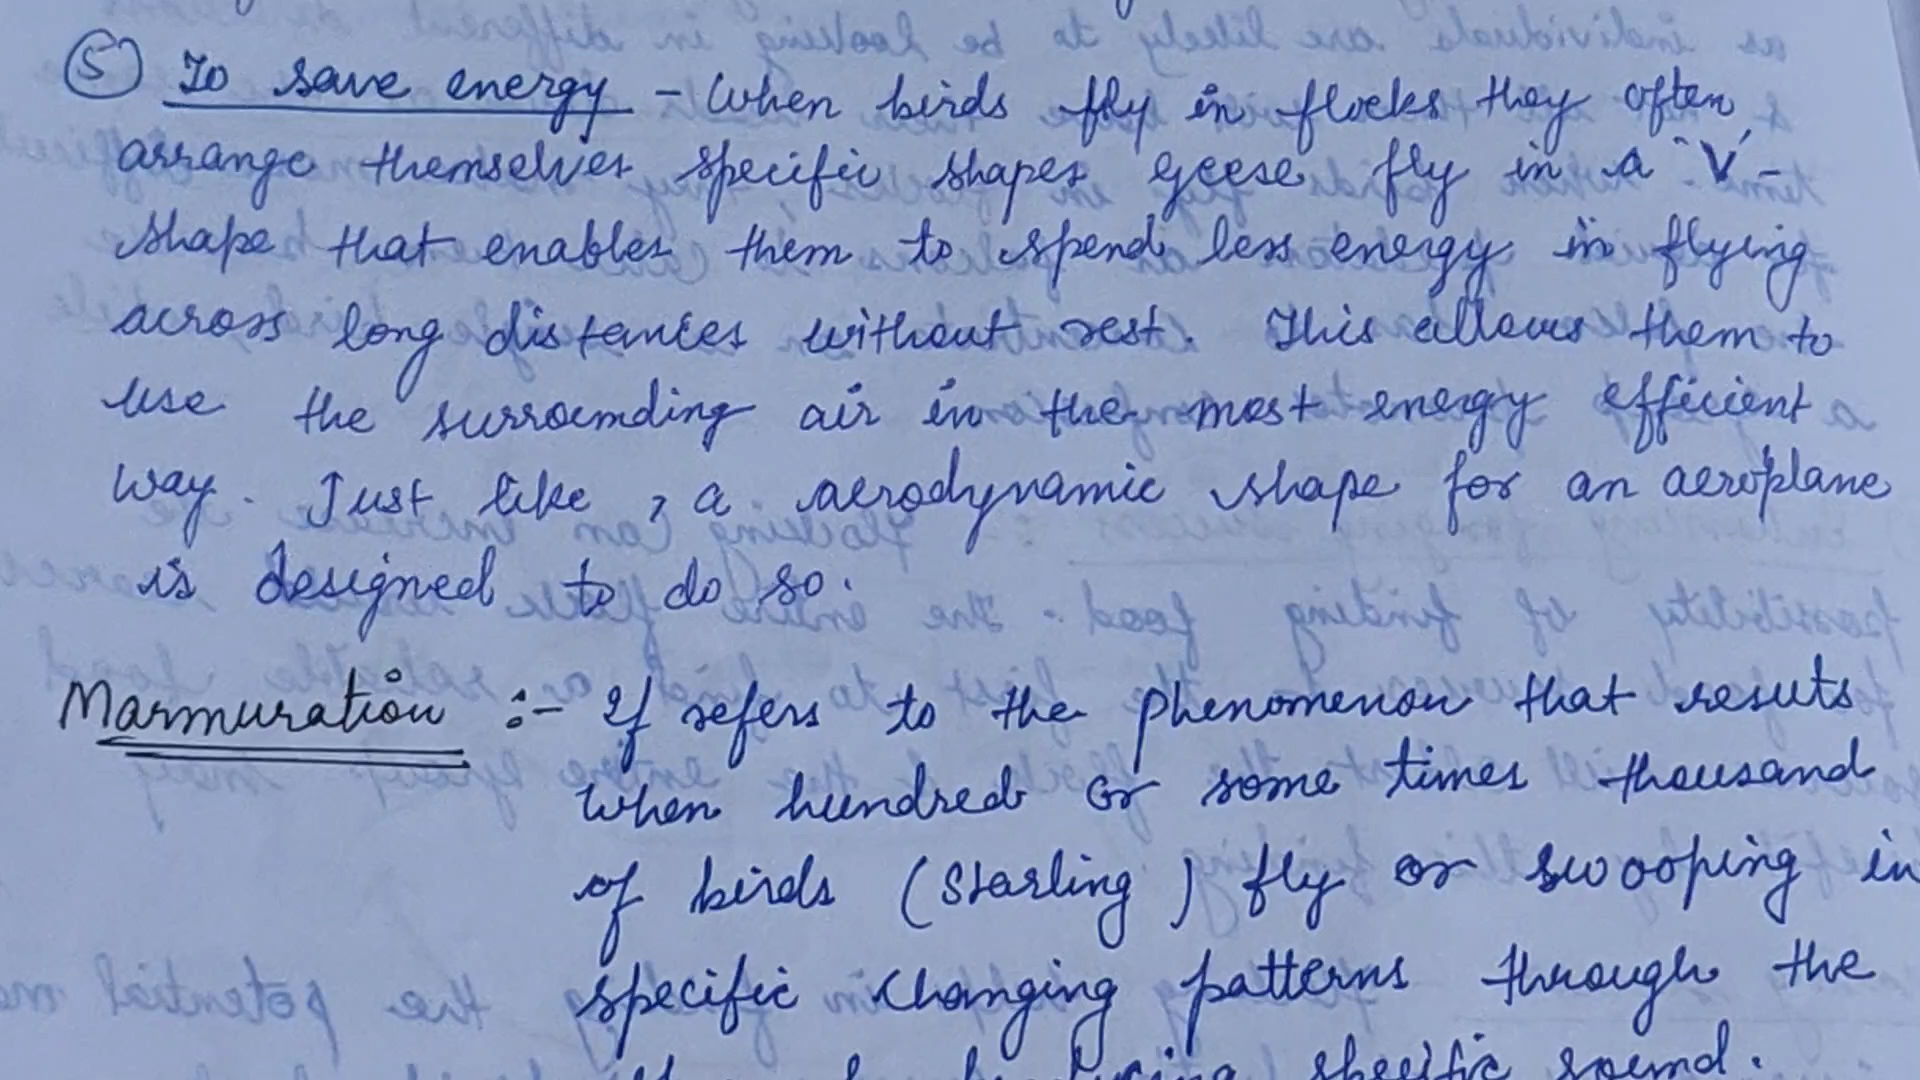 ⑤ To save energy - When birds fly in flocks they often
arrange themselves specific shapes geese fly in a "V"-
shape that enables them to spend less energy in flying
across long distances without rest. This allows them to
use the surrounding air in the most energy efficient
way. Just like, a aerodynamic shape for an aeroplane
is designed to do so.
Marmuration :- If refers to the phenomenon that resuts
when hundred or some times thousand
of birds (Starling) fly or swooping in
specific changing patterns through the
specific sound.